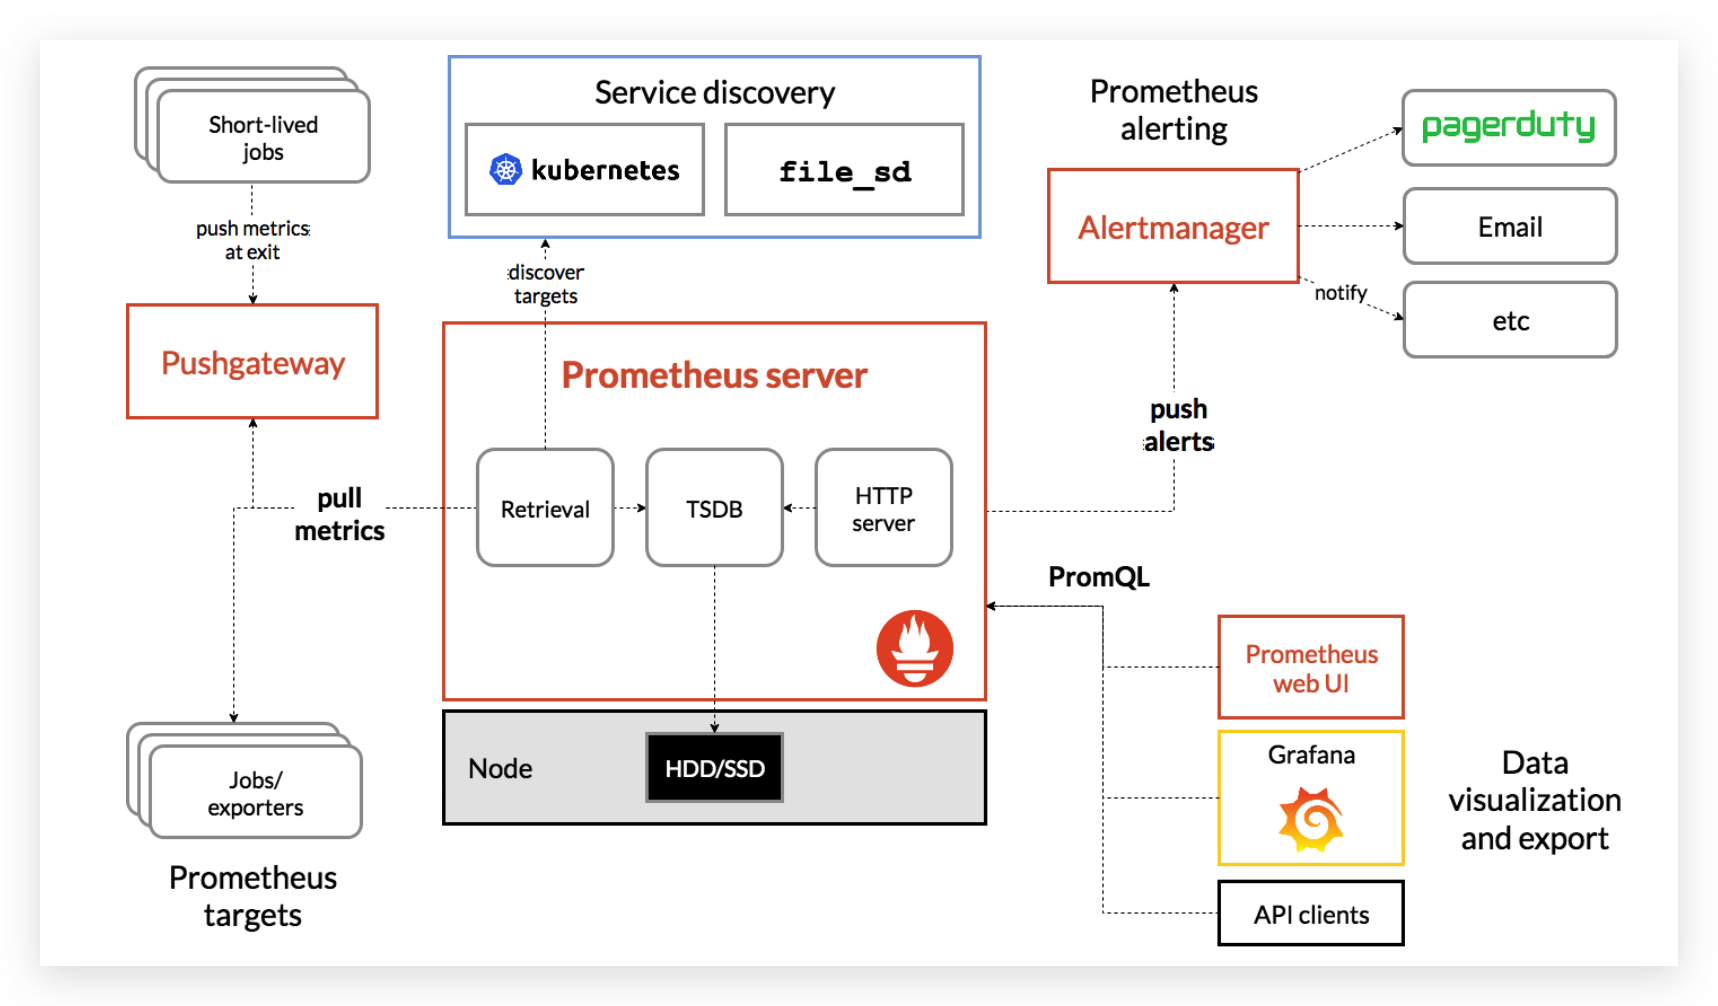 Short-lived
jobs
push metrics
at exit
Pushgateway
pull
metrics
Jobs/
exporters
Prometheus
targets
Service discovery
kubernetes
file_sd
discover
targets
Prometheus server
Retrieval
TSDB
HTTP
server
Node
HDD/SSD
Prometheus
alerting
Alertmanager
pagerduty
Email
notify
etc
push
alerts
PromQL
Prometheus
web UI
Grafana
API clients
Data
visualization
and export